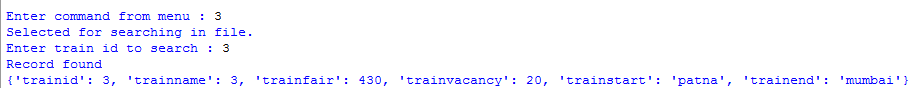 Enter command from menu : 3
Selected for searching in file.
Enter train id to search : 3
Record found
{'trainid': 3, 'trainname': 3, 'trainfair': 430, 'trainvacancy': 20, 'trainstart': 'patna', 'trainend': 'mumbai'}